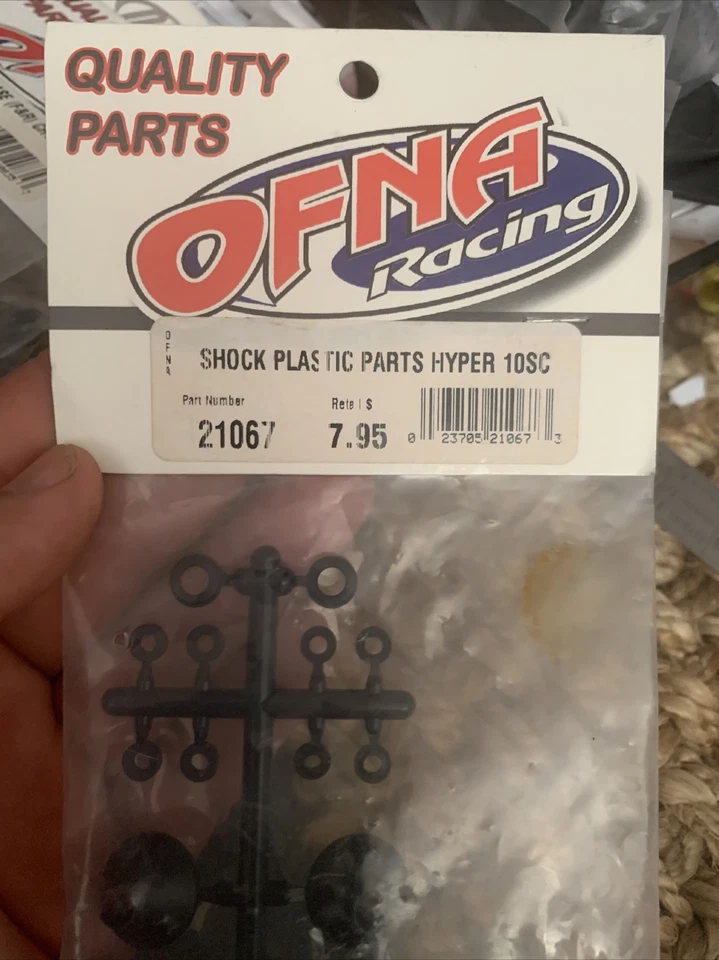 QUALITY
PARTS
OFNA
Racing
OFNA
SHOCK PLASTIC PARTS HYPER 10SC
Part Number
Retail $
21067
7.95
0 23705 21067 3